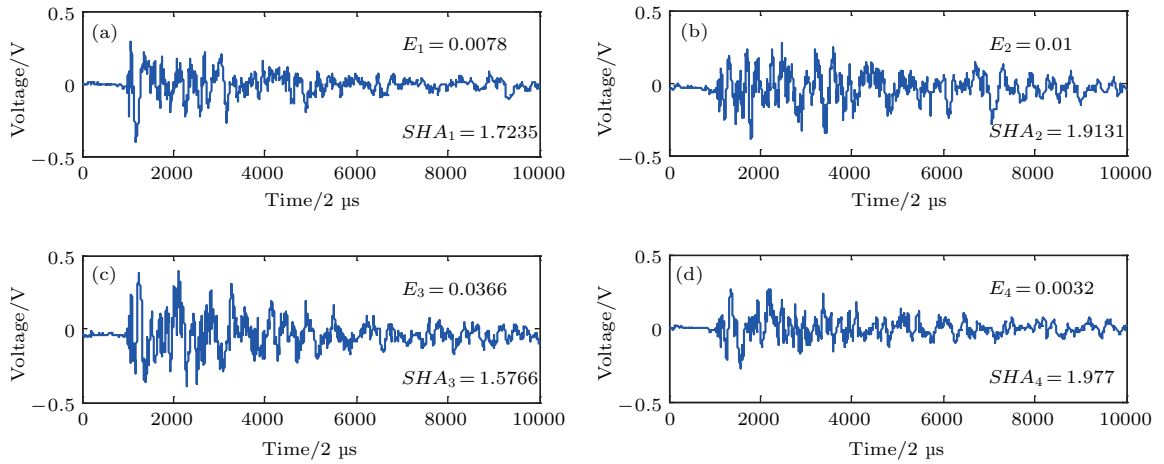 (a)
E₁ = 0.0078
SHA₁ = 1.7235
Voltage/V
0.5
0
−0.5
0 2000 4000 6000 8000 10000
Time/2 µs
(b)
E₂ = 0.01
SHA₂ = 1.9131
Voltage/V
0.5
0
−0.5
0 2000 4000 6000 8000 10000
Time/2 µs
(c)
E₃ = 0.0366
SHA₃ = 1.5766
Voltage/V
0.5
0
−0.5
0 2000 4000 6000 8000 10000
Time/2 µs
(d)
E₄ = 0.0032
SHA₄ = 1.977
Voltage/V
0.5
0
−0.5
0 2000 4000 6000 8000 10000
Time/2 µs